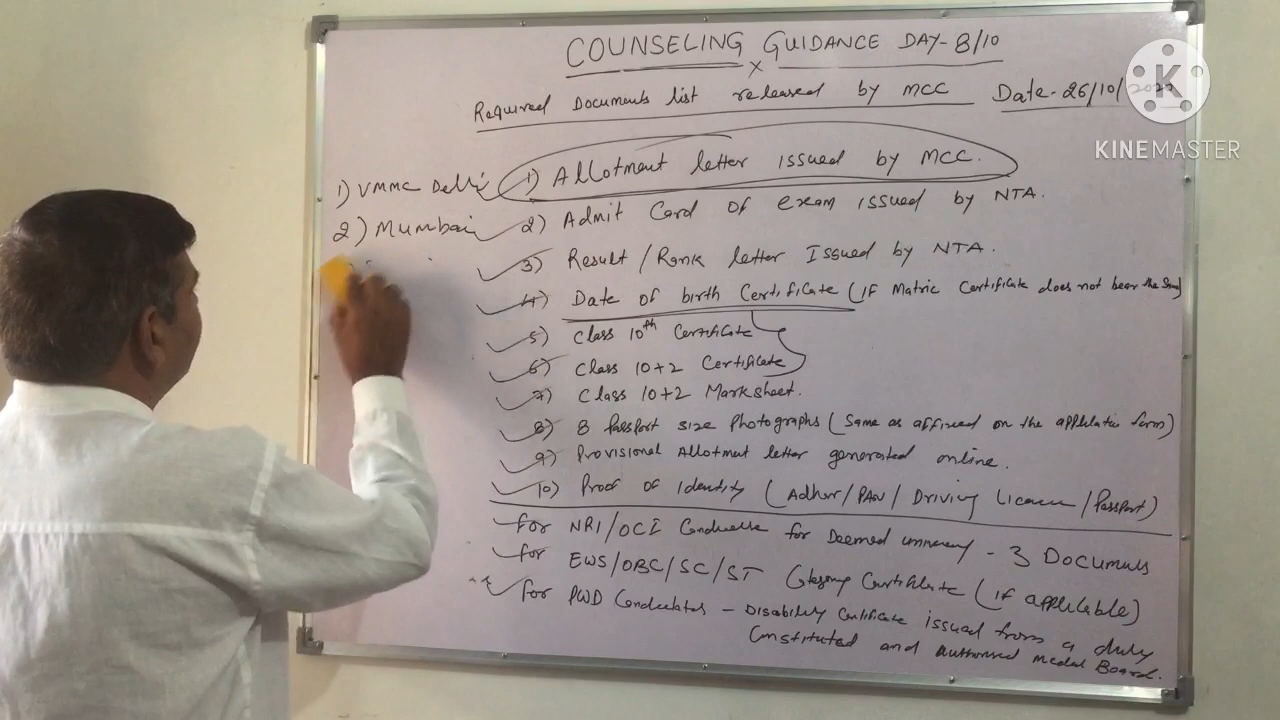 COUNSELING GUIDANCE DAY-8/10
x
Required Documents list released by MCC Date-26/10/2022
KINEMASTER
1) VMMC Delhi
2) Mumbai
1) Allotment letter issued by MCC.
2) Admit Card of exam issued by NTA.
3) Result/Rank letter Issued by NTA.
4) Date of birth Certificate (IF Matric Certificate does not bear the Same)
5) Class 10th Certificate
6) Class 10+2 Certificate
7) Class 10+2 Marksheet.
8) 8 Passport size Photographs (Same as affixed on the application form)
9) Provisional Allotment letter generated online.
10) Proof of Identity (Adhar/PAN/Driving Licence/Passport)
For NRI/OCI Candidate for Deemed university - 3 Documents
For EWS/OBC/SC/ST Category Certificate (if applicable)
For PWD Candidates - Disability Certificate issued from a duly
Constituted and authorised medical Board.